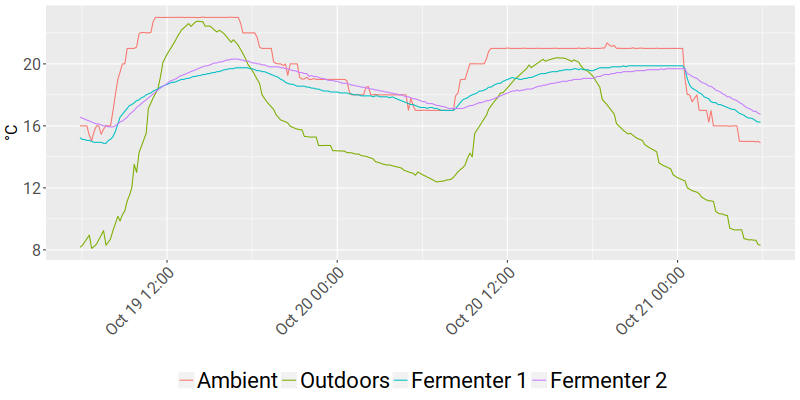 °C
20
16
12
8
Oct 19 12:00
Oct 20 00:00
Oct 20 12:00
Oct 21 00:00
Ambient Outdoors Fermenter 1 Fermenter 2